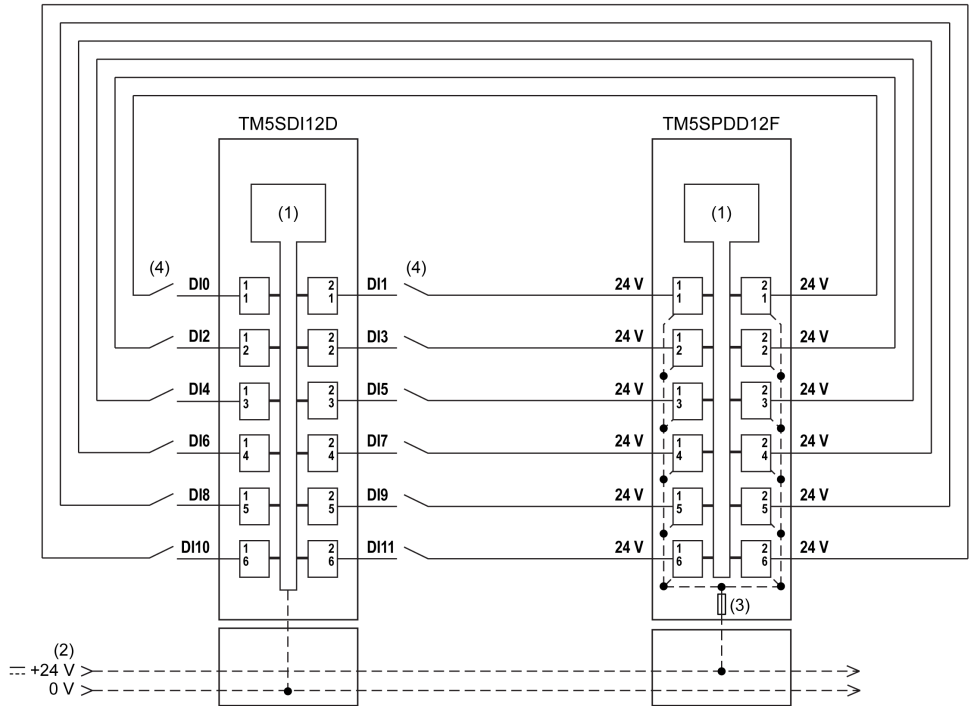 TM5SDI12D TM5SPDD12F
(1) (1)
(4) DI0 1 1 2 1 DI1 (4) 24 V 1 1 2 1 24 V
DI2 1 2 2 2 DI3 24 V 1 2 2 2 24 V
DI4 1 3 2 3 DI5 24 V 1 3 2 3 24 V
DI6 1 4 2 4 DI7 24 V 1 4 2 4 24 V
DI8 1 5 2 5 DI9 24 V 1 5 2 5 24 V
DI10 1 6 2 6 DI11 24 V 1 6 2 6 24 V
(3)
(2)
+24 V
0 V